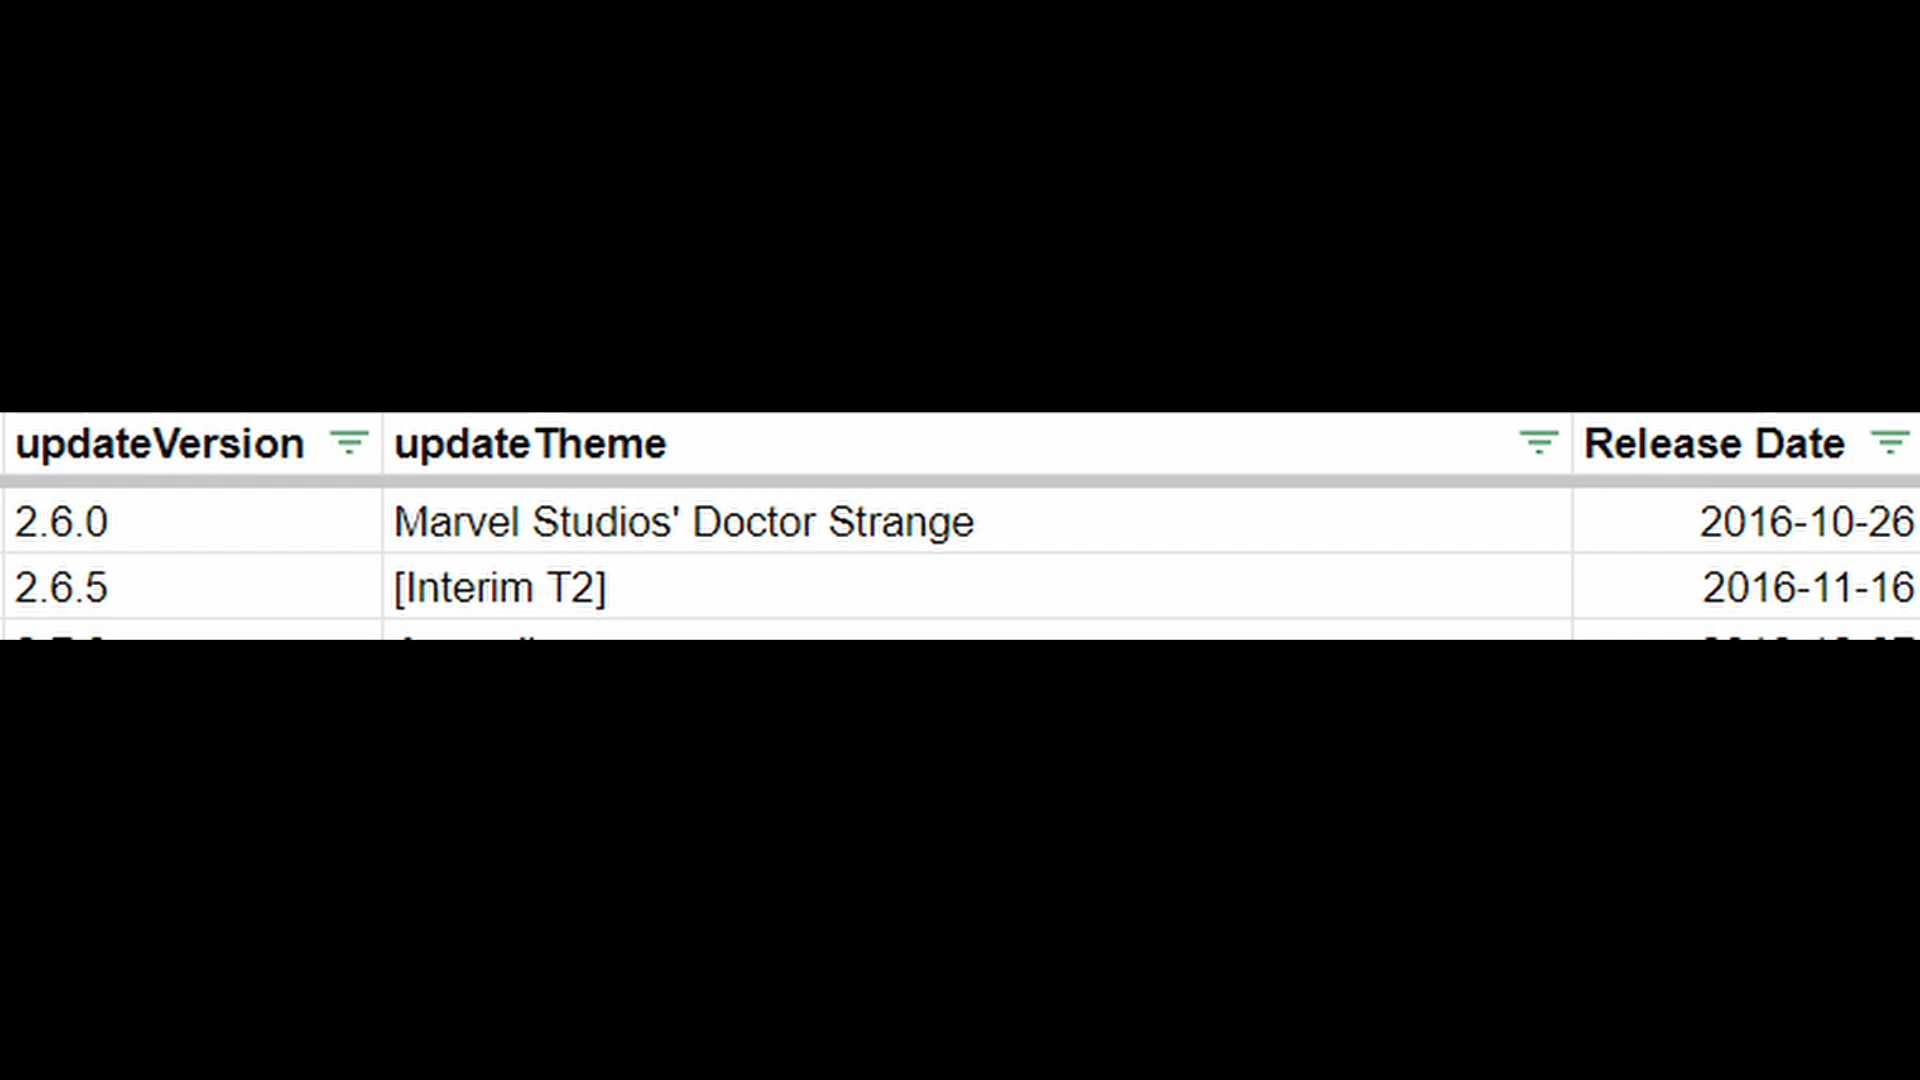 updateVersion updateTheme Release Date
2.6.0 Marvel Studios' Doctor Strange 2016-10-26
2.6.5 [Interim T2] 2016-11-16